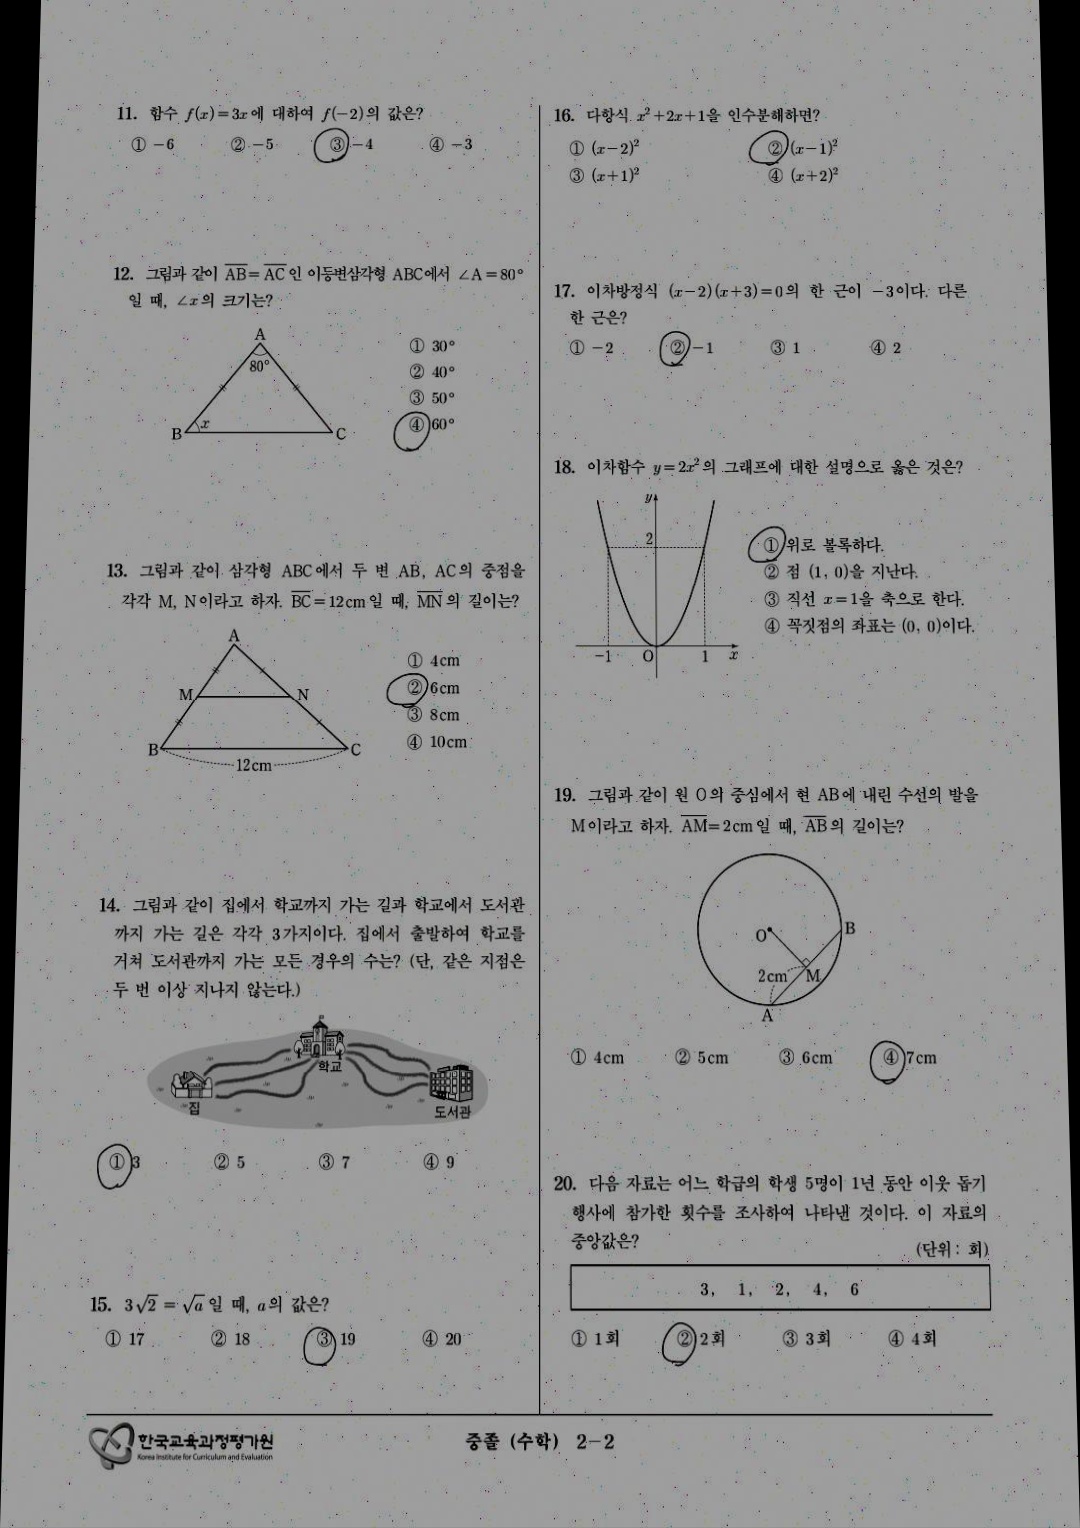 11. 함수 f(x)=3x에 대하여 f(-2)의 값은?
① -6 ② -5 ③ -4 ④ -3
12. 그림과 같이 AB=AC인 이등변삼각형 ABC에서 ∠A=80°
일 때, ∠x의 크기는?
A
80°
x
B
C
① 30°
② 40°
③ 50°
④ 60°
13. 그림과 같이 삼각형 ABC에서 두 변 AB, AC의 중점을
각각 M, N이라고 하자. BC=12cm일 때, MN의 길이는?
A
M
N
B
C
12cm
① 4cm
② 6cm
③ 8cm
④ 10cm
14. 그림과 같이 집에서 학교까지 가는 길과 학교에서 도서관
까지 가는 길은 각각 3가지이다. 집에서 출발하여 학교를
거쳐 도서관까지 가는 모든 경우의 수는? (단, 같은 지점은
두 번 이상 지나지 않는다.)
학교
집
도서관
① 3 ② 5 ③ 7 ④ 9
15. 3√2 = √a 일 때, a의 값은?
① 17 ② 18 ③ 19 ④ 20
16. 다항식 x²+2x+1을 인수분해하면?
① (x-2)² ② (x-1)²
③ (x+1)² ④ (x+2)²
17. 이차방정식 (x-2)(x+3)=0의 한 근이 -3이다. 다른
한 근은?
① -2 ② -1 ③ 1 ④ 2
18. 이차함수 y=2x²의 그래프에 대한 설명으로 옳은 것은?
y
2
-1 O 1 x
① 위로 볼록하다.
② 점 (1, 0)을 지난다.
③ 직선 x=1을 축으로 한다.
④ 꼭짓점의 좌표는 (0, 0)이다.
19. 그림과 같이 원 O의 중심에서 현 AB에 내린 수선의 발을
M이라고 하자. AM=2cm일 때, AB의 길이는?
O
B
2cm
M
A
① 4cm ② 5cm ③ 6cm ④ 7cm
20. 다음 자료는 어느 학급의 학생 5명이 1년 동안 이웃 돕기
행사에 참가한 횟수를 조사하여 나타낸 것이다. 이 자료의
중앙값은?
(단위 : 회)
3, 1, 2, 4, 6
① 1회 ② 2회 ③ 3회 ④ 4회
한국교육과정평가원
Korea Institute for Curriculum and Evaluation
중졸 (수학) 2-2